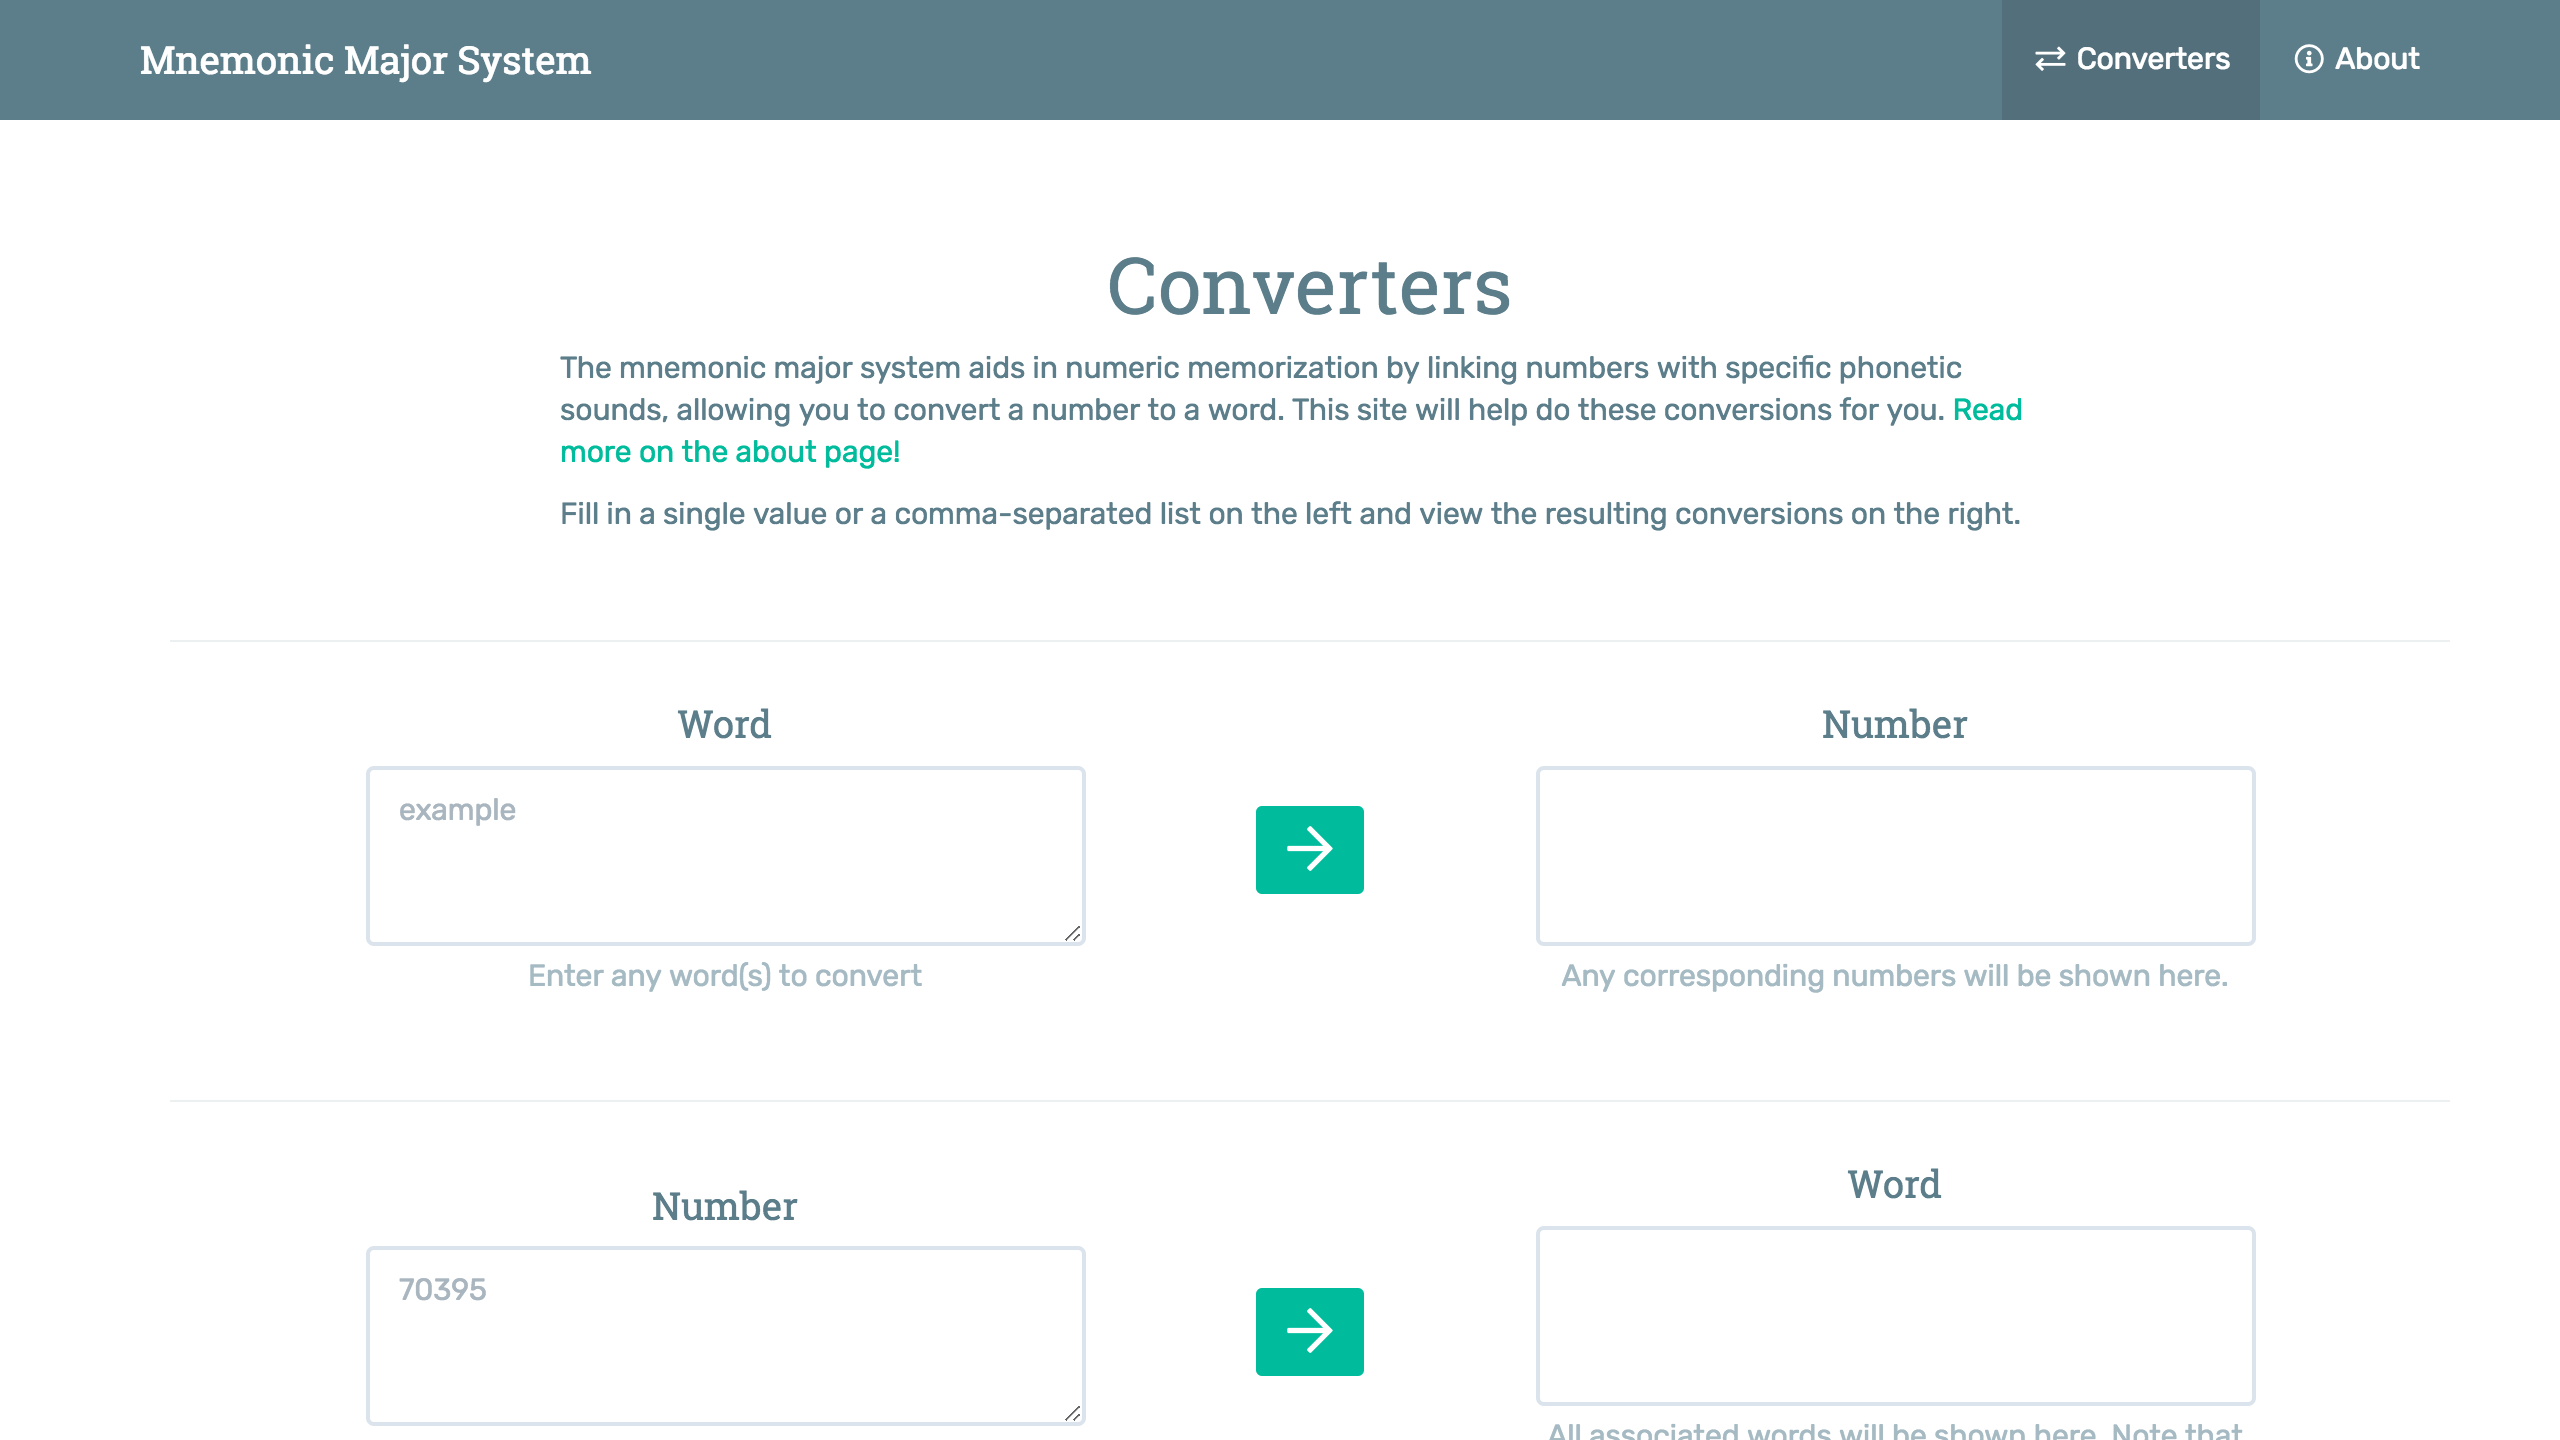 Mnemonic Major System
Converters
About
Converters
The mnemonic major system aids in numeric memorization by linking numbers with specific phonetic
sounds, allowing you to convert a number to a word. This site will help do these conversions for you. Read
more on the about page!
Fill in a single value or a comma-separated list on the left and view the resulting conversions on the right.
Word
Number
example
Enter any word(s) to convert
Any corresponding numbers will be shown here.
Number
Word
70395
All associated words will be shown here. Note that